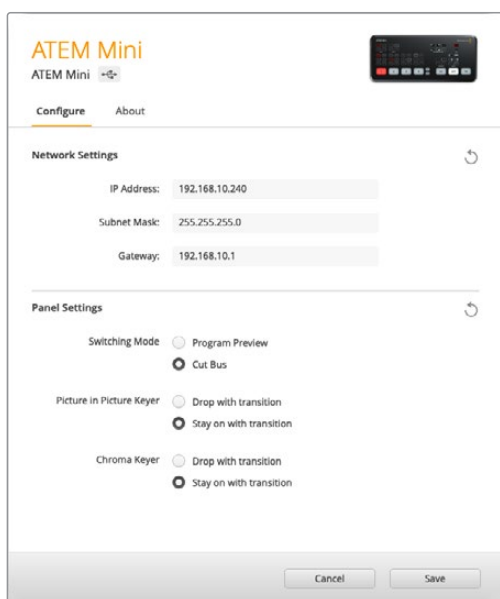 ATEM Mini
ATEM Mini
Configure About
Network Settings
IP Address: 192.168.10.240
Subnet Mask: 255.255.255.0
Gateway: 192.168.10.1
Panel Settings
Switching Mode Program Preview
Cut Bus
Picture in Picture Keyer Drop with transition
Stay on with transition
Chroma Keyer Drop with transition
Stay on with transition
Cancel Save